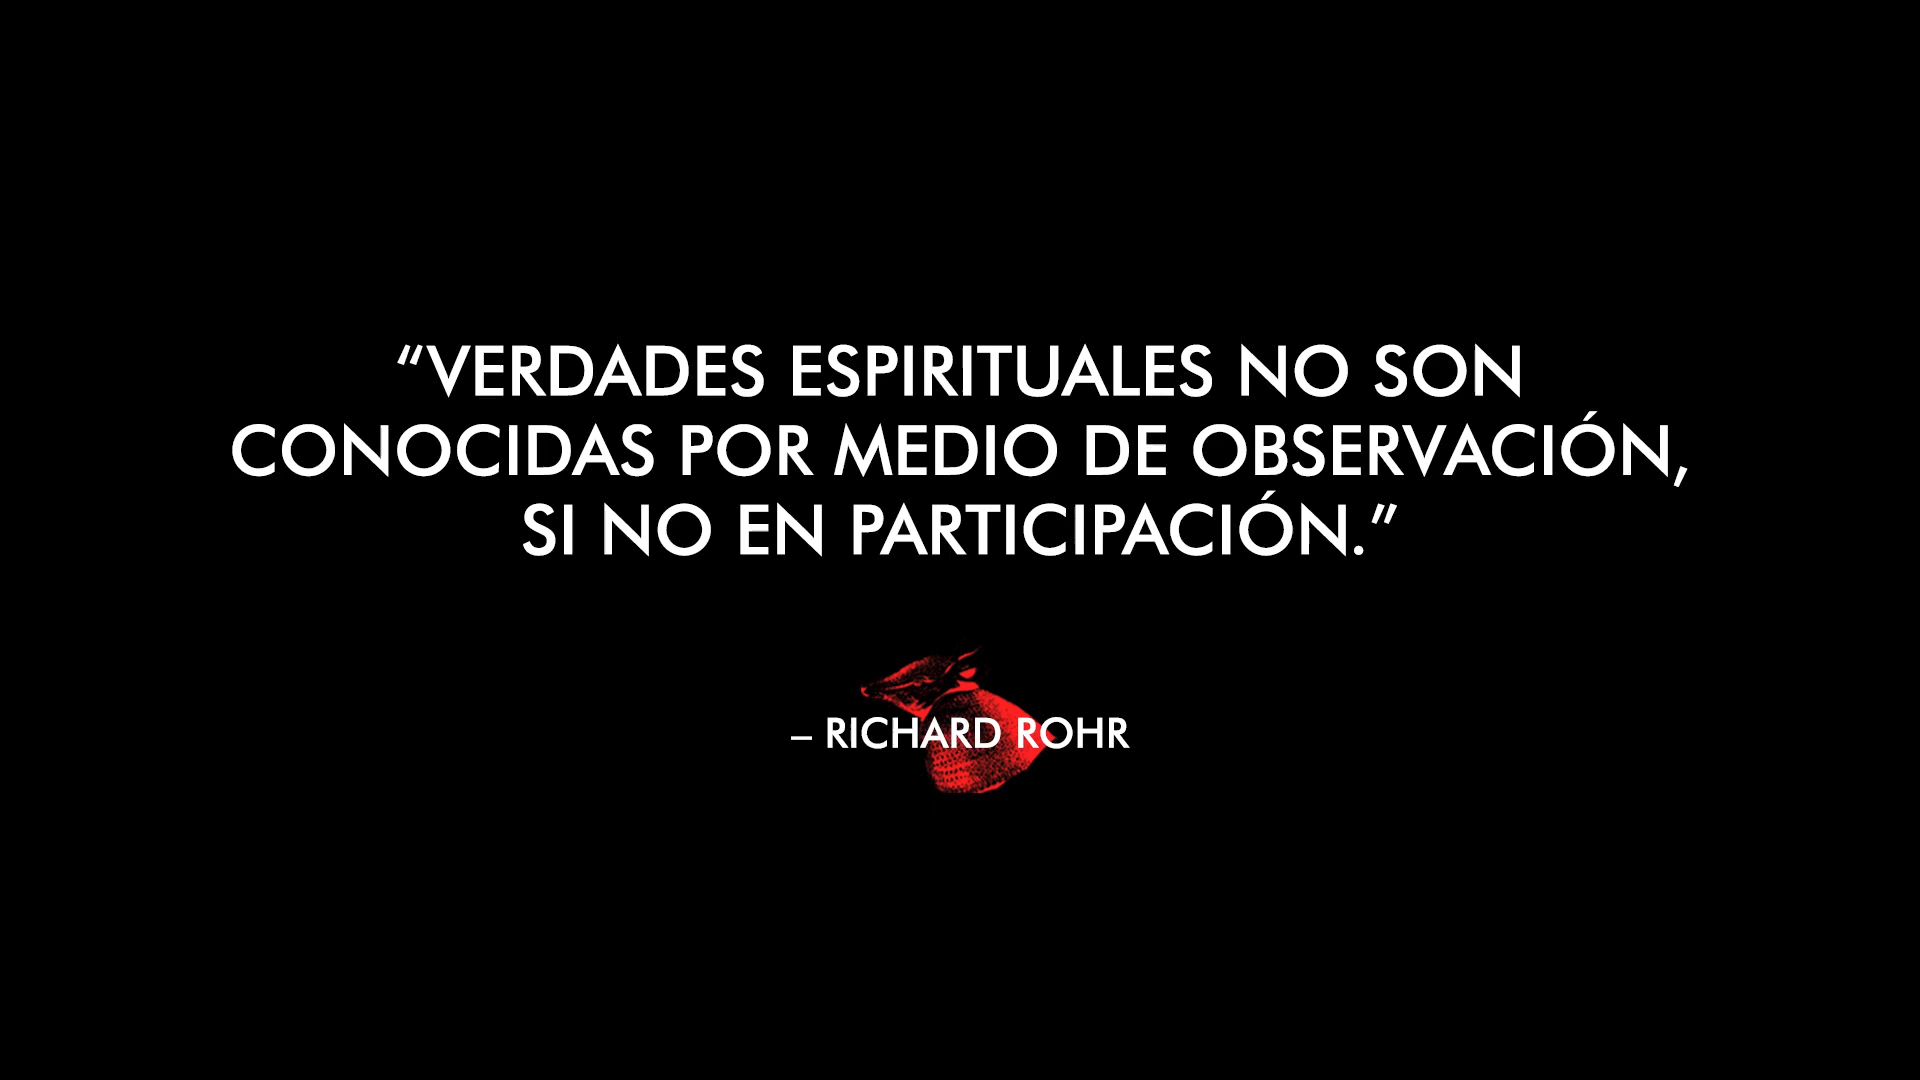 “VERDADES ESPIRITUALES NO SON
CONOCIDAS POR MEDIO DE OBSERVACIÓN,
SI NO EN PARTICIPACIÓN.”
– RICHARD ROHR